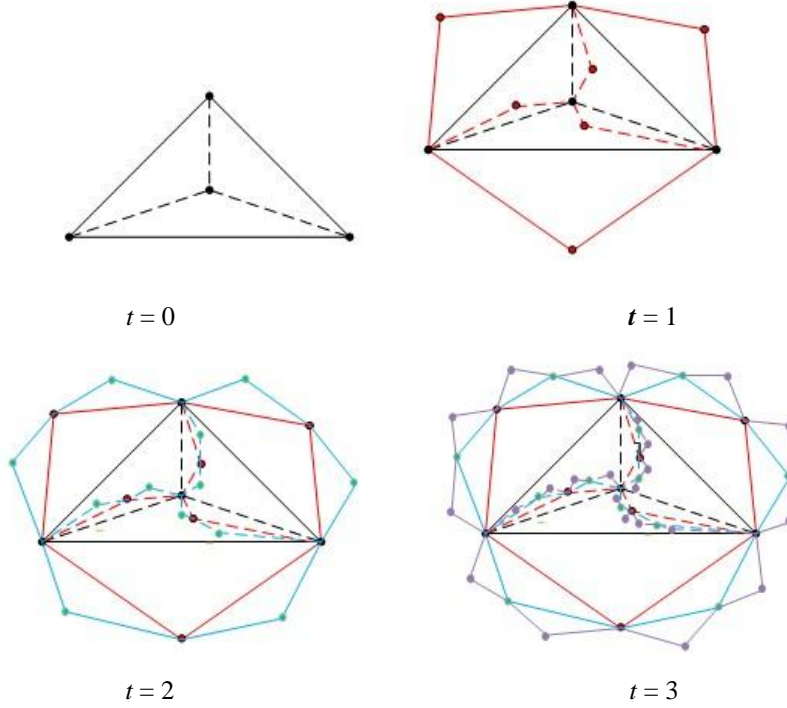 t = 0
t = 1
t = 2
t = 3